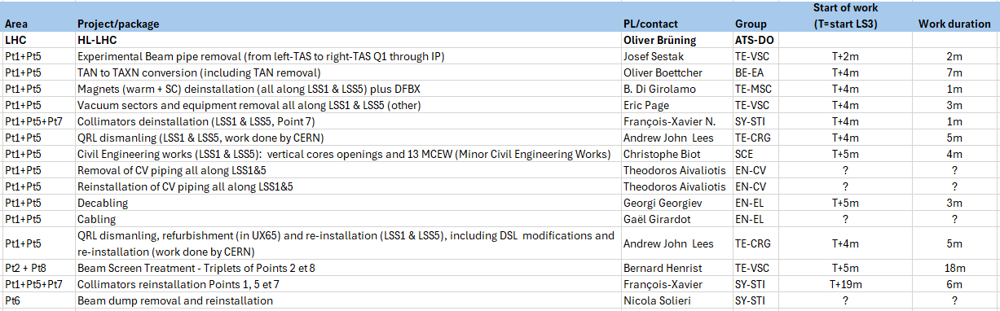 Start of work
Area Project/package PL/contact Group (T=start LS3) Work duration
LHC HL-LHC Oliver Brüning ATS-DO
Pt1+Pt5 Experimental Beam pipe removal (from left-TAS to right-TAS Q1 through IP) Josef Sestak TE-VSC T+2m 2m
Pt1+Pt5 TAN to TAXN conversion (including TAN removal) Oliver Boettcher BE-EA T+4m 7m
Pt1+Pt5 Magnets (warm + SC) deinstallation (all along LSS1 & LSS5) plus DFBX B. Di Girolamo TE-MSC T+4m 1m
Pt1+Pt5 Vacuum sectors and equipment removal all along LSS1 & LSS5 (other) Eric Page TE-VSC T+4m 3m
Pt1+Pt5+Pt7 Collimators deinstallation (LSS1 & LSS5, Point 7) François-Xavier N. SY-STI T+4m 1m
Pt1+Pt5 QRL dismanling (LSS1 & LSS5, work done by CERN) Andrew John Lees TE-CRG T+4m 5m
Pt1+Pt5 Civil Engineering works (LSS1 & LSS5): vertical cores openings and 13 MCEW (Minor Civil Engineering Works) Christophe Biot SCE T+5m 4m
Pt1+Pt5 Removal of CV piping all along LSS1&5 Theodoros Aivaliotis EN-CV ? ?
Pt1+Pt5 Reinstallation of CV piping all along LSS1&5 Theodoros Aivaliotis EN-CV ? ?
Pt1+Pt5 Decabling Georgi Georgiev EN-EL T+5m 3m
Pt1+Pt5 Cabling Gaël Girardot EN-EL ? ?
QRL dismanling, refurbishment (in UX65) and re-installation (LSS1 & LSS5), including DSL modifications and
Pt1+Pt5 re-installation (work done by CERN) Andrew John Lees TE-CRG T+4m 5m
Pt2 + Pt8 Beam Screen Treatment - Triplets of Points 2 et 8 Bernard Henrist TE-VSC T+5m 18m
Pt1+Pt5+Pt7 Collimators reinstallation Points 1, 5 et 7 François-Xavier SY-STI T+19m 6m
Pt6 Beam dump removal and reinstallation Nicola Solieri SY-STI ? ?